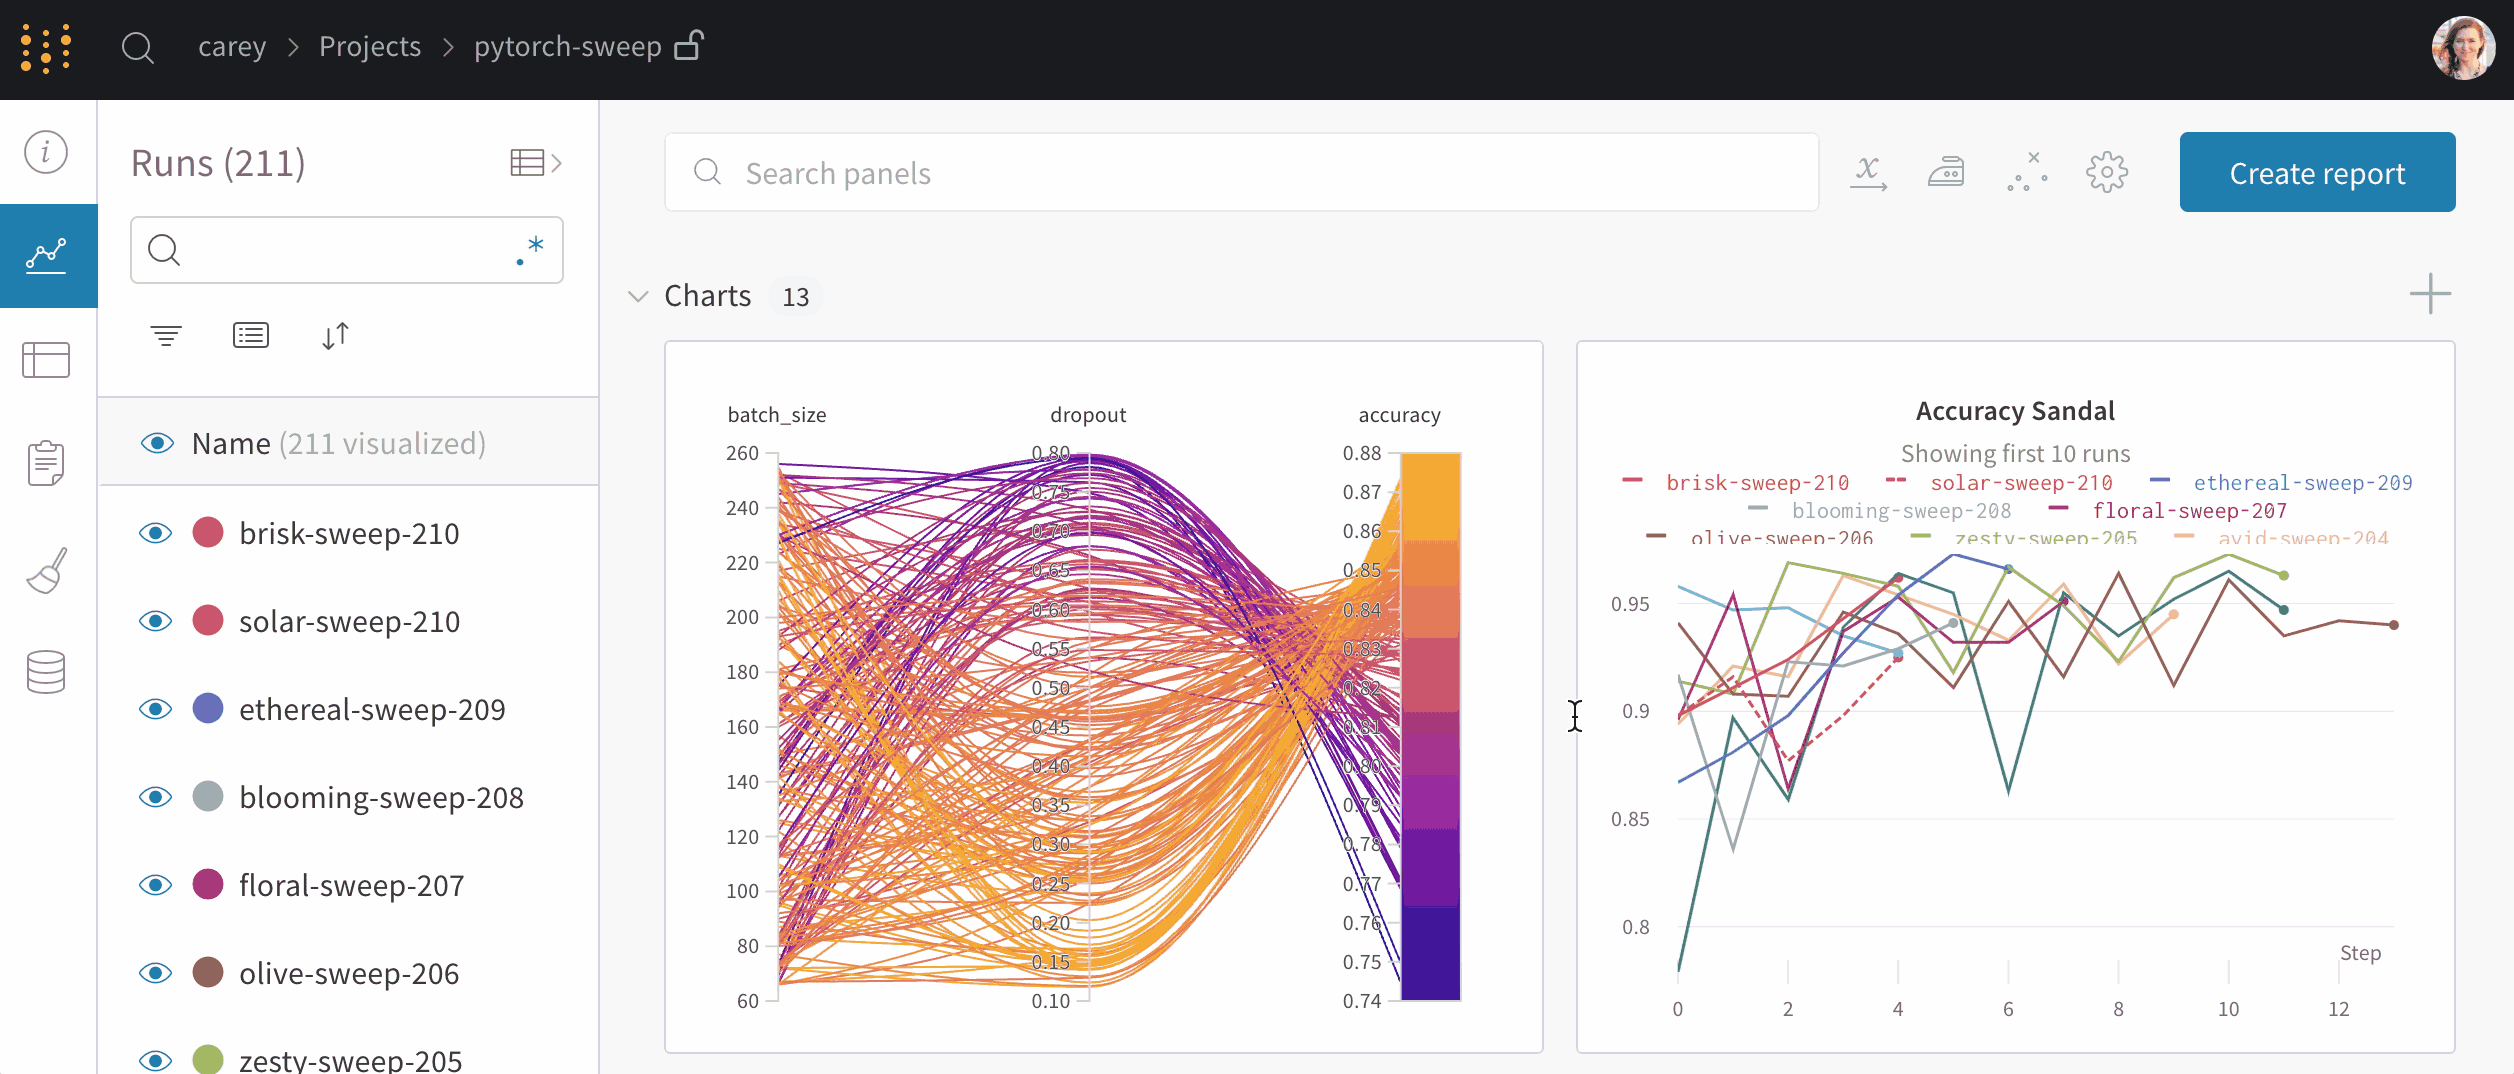 carey > Projects > pytorch-sweep
Runs (211)
.*
Name (211 visualized)
brisk-sweep-210
solar-sweep-210
ethereal-sweep-209
blooming-sweep-208
floral-sweep-207
olive-sweep-206
zesty-sweep-205
Search panels
Create report
Charts 13
batch_size dropout accuracy
260
240
220
200
180
160
140
120
100
80
60
0.80
0.75
0.70
0.65
0.60
0.55
0.50
0.45
0.40
0.35
0.30
0.25
0.20
0.15
0.10
0.88
0.87
0.86
0.85
0.84
0.83
0.82
0.81
0.80
0.79
0.78
0.77
0.76
0.75
0.74
Accuracy Sandal
Showing first 10 runs
brisk-sweep-210 solar-sweep-210 ethereal-sweep-209
blooming-sweep-208 floral-sweep-207
olive-sweep-206 zesty-sweep-205 avid-sweep-204
0.95
0.9
0.85
0.8
Step
0 2 4 6 8 10 12